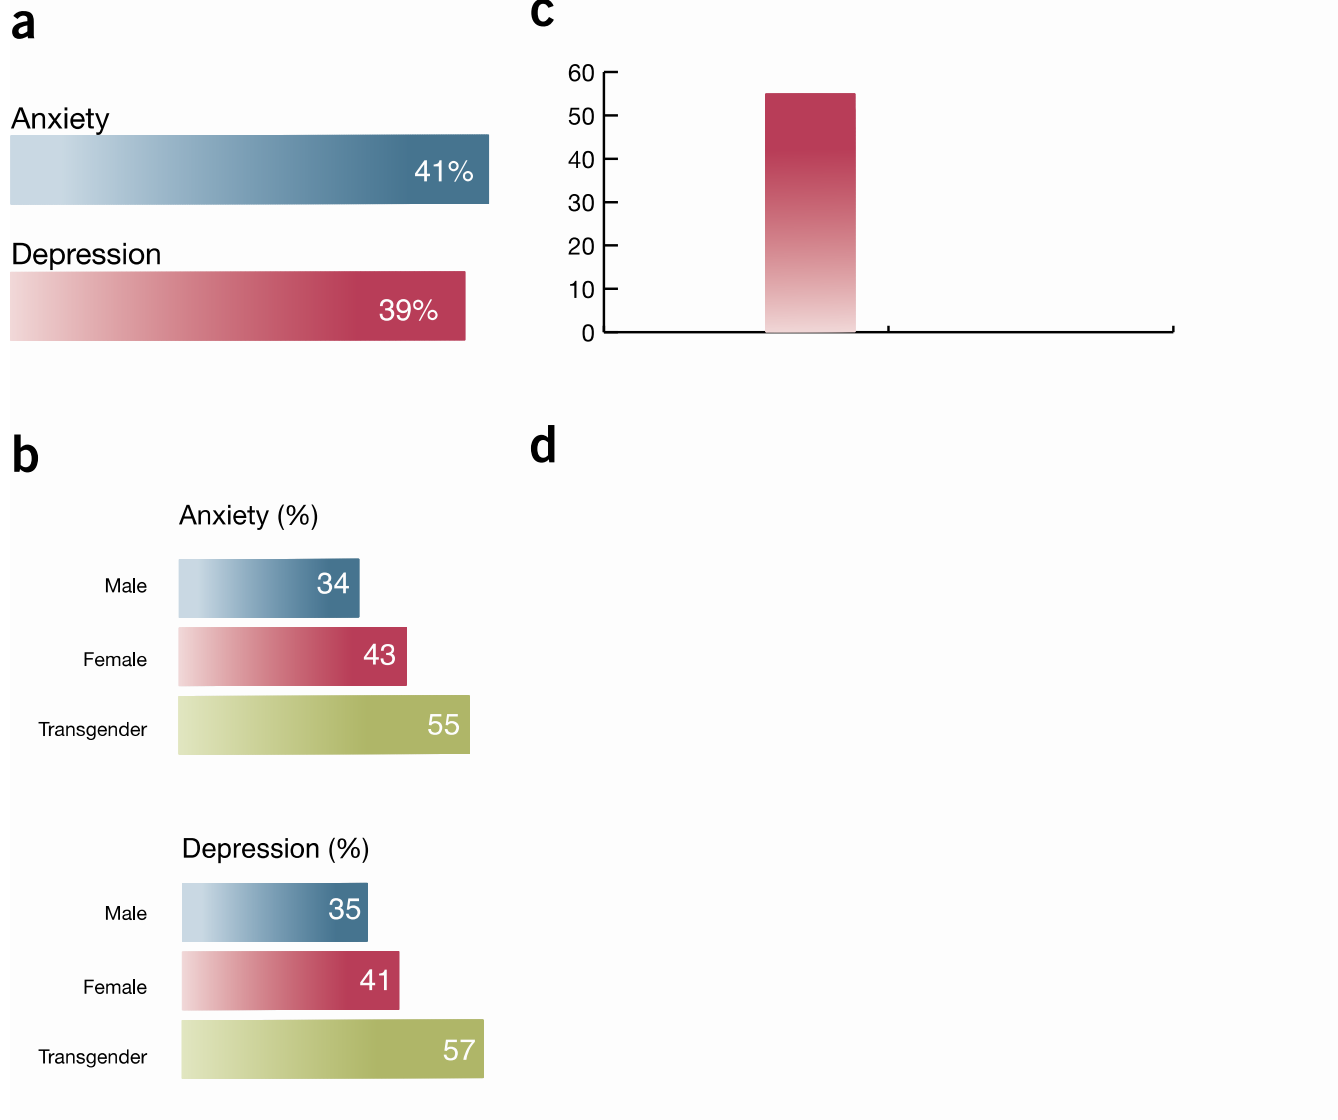 a
Anxiety
41%
Depression
39%
b
Anxiety (%)
Male
34
Female
43
Transgender
55
Depression (%)
Male
35
Female
41
Transgender
57
c
60
50
40
30
20
10
0
d